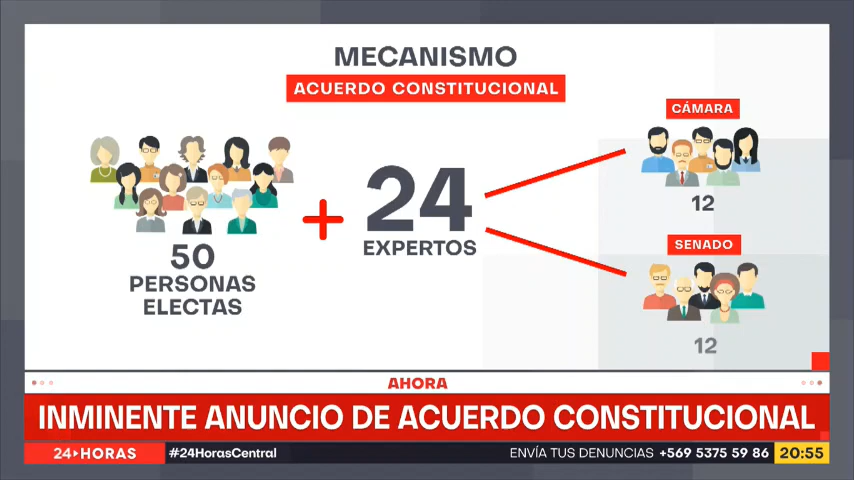 MECANISMO
ACUERDO CONSTITUCIONAL
50
PERSONAS
ELECTAS
+
24
EXPERTOS
CÁMARA
12
SENADO
12
AHORA
INMINENTE ANUNCIO DE ACUERDO CONSTITUCIONAL
24▸HORAS #24HorasCentral ENVÍA TUS DENUNCIAS +569 5375 59 86 20:55